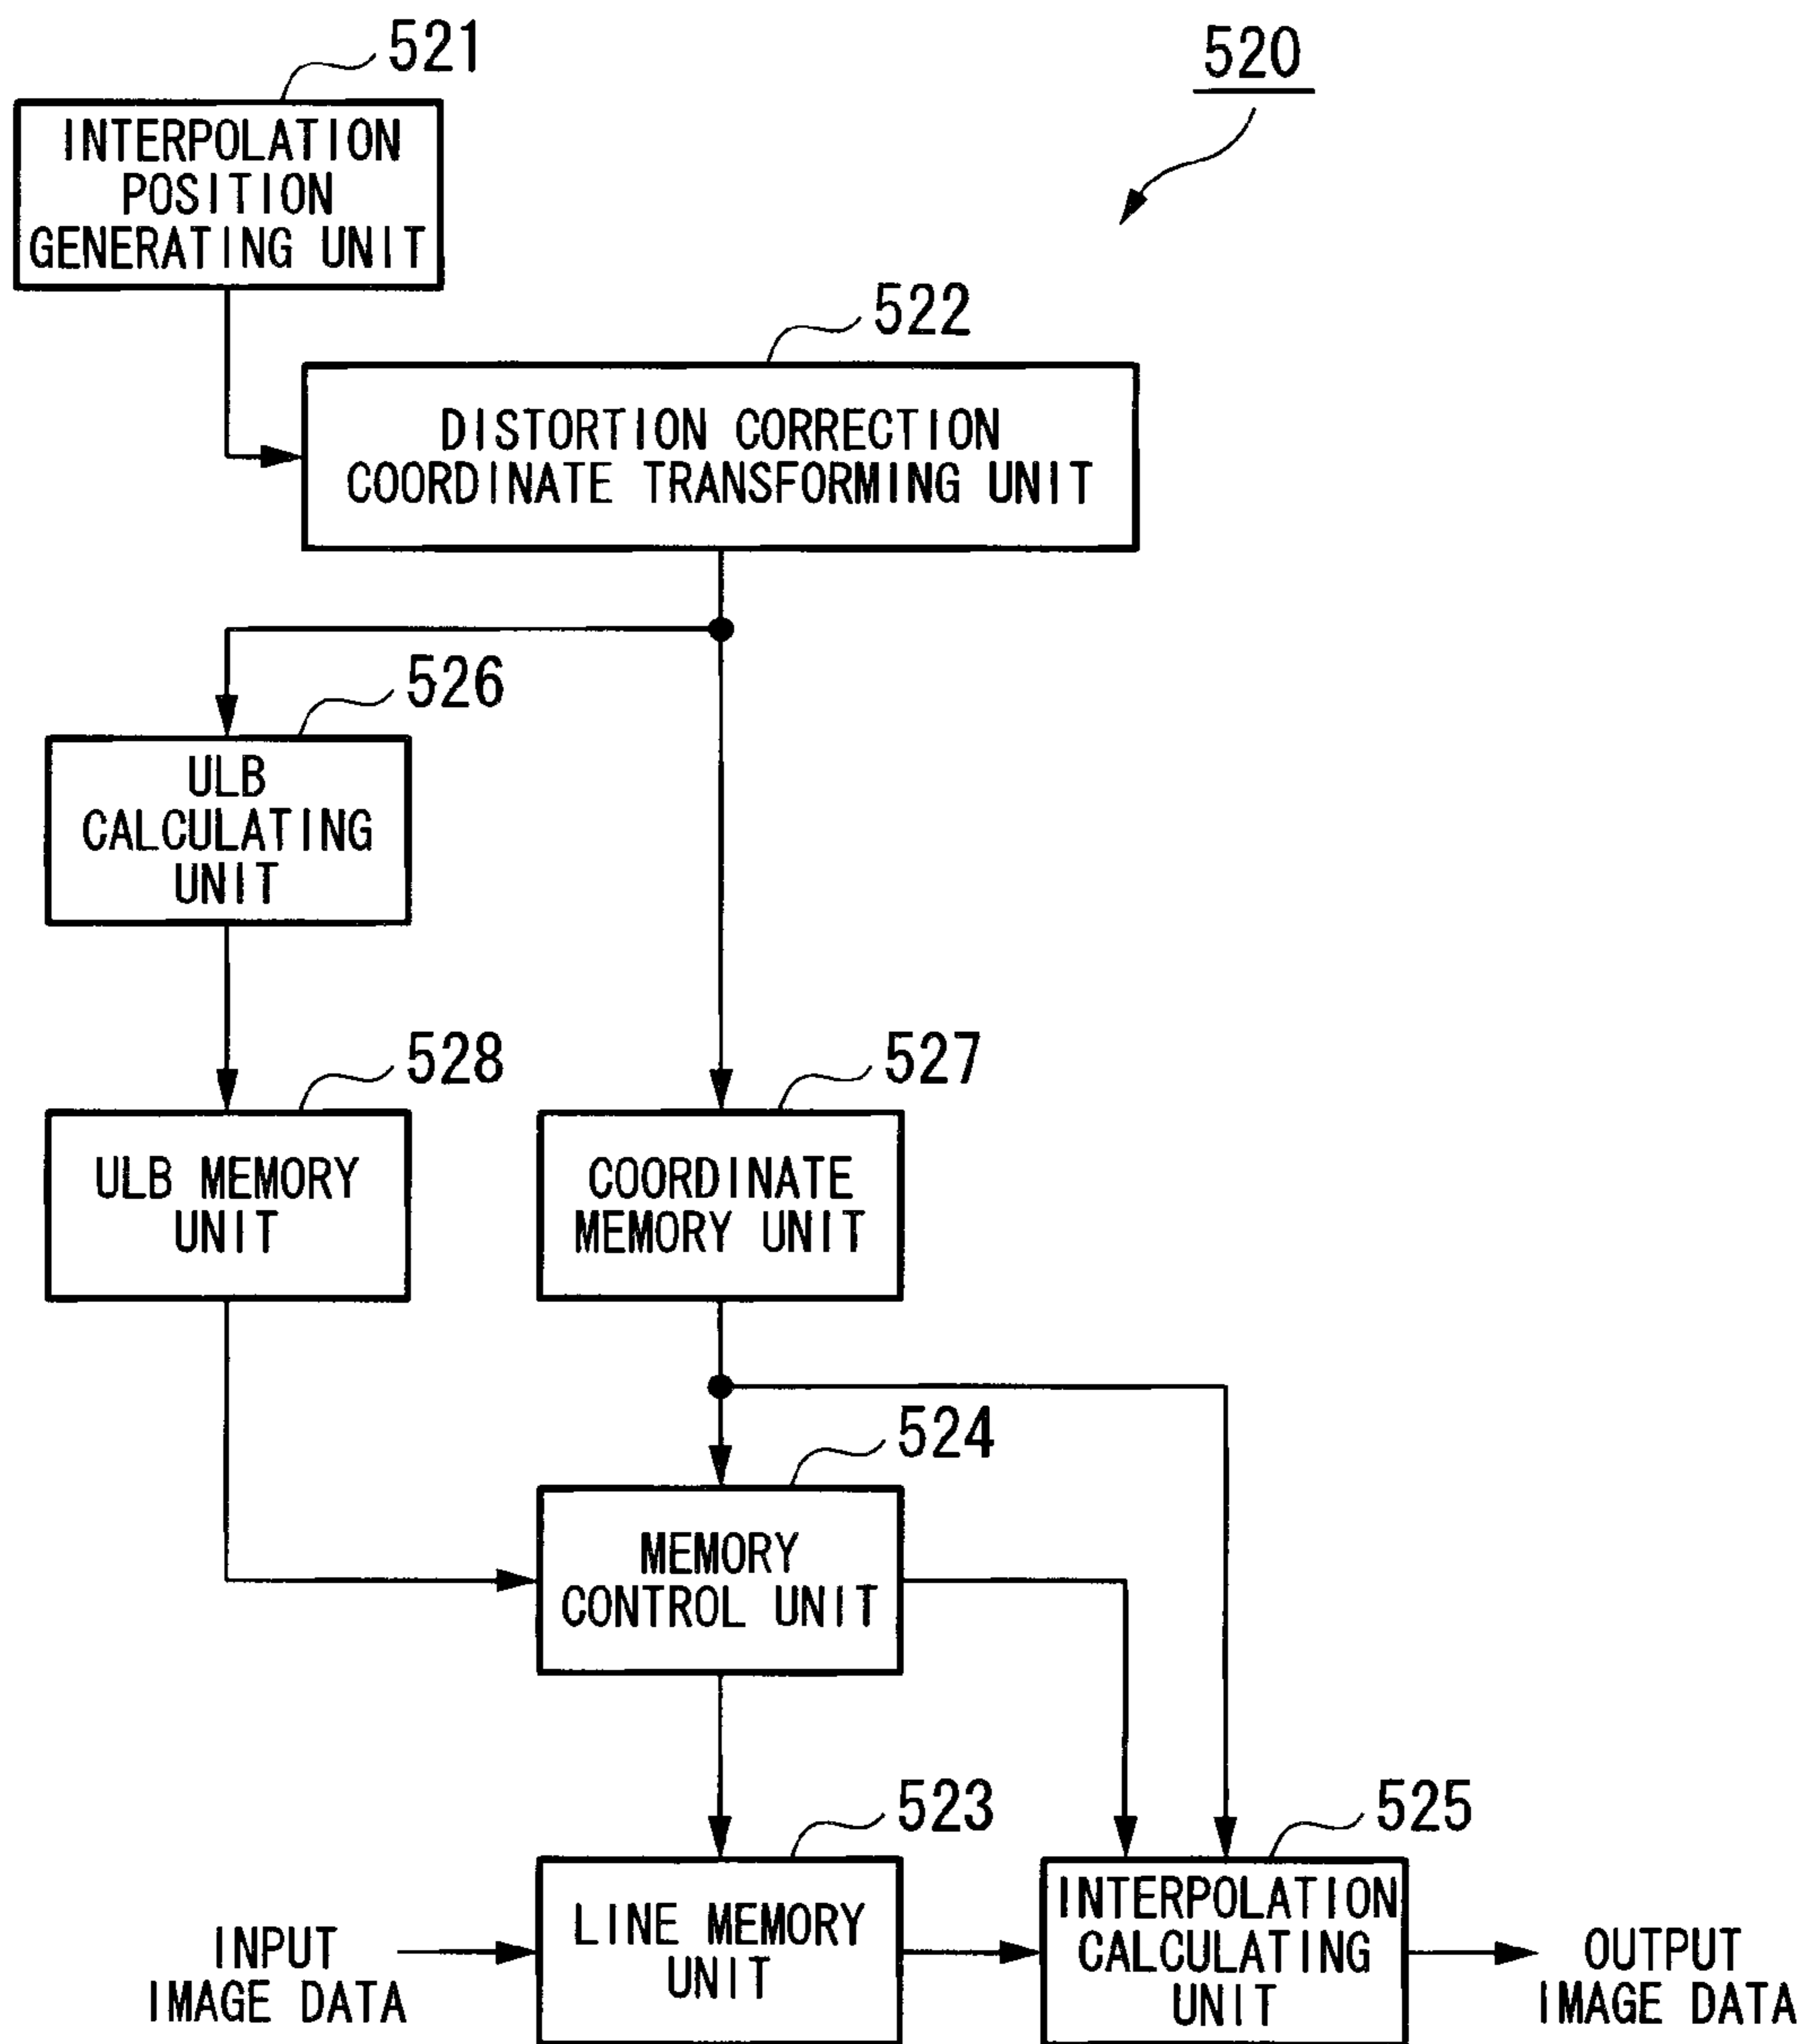 521
520
INTERPOLATION
POSITION
GENERATING UNIT
522
DISTORTION CORRECTION
COORDINATE TRANSFORMING UNIT
526
ULB
CALCULATING
UNIT
528
527
ULB MEMORY
UNIT
COORDINATE
MEMORY UNIT
524
MEMORY
CONTROL UNIT
523
525
INPUT
IMAGE DATA
LINE MEMORY
UNIT
INTERPOLATION
CALCULATING
UNIT
OUTPUT
IMAGE DATA